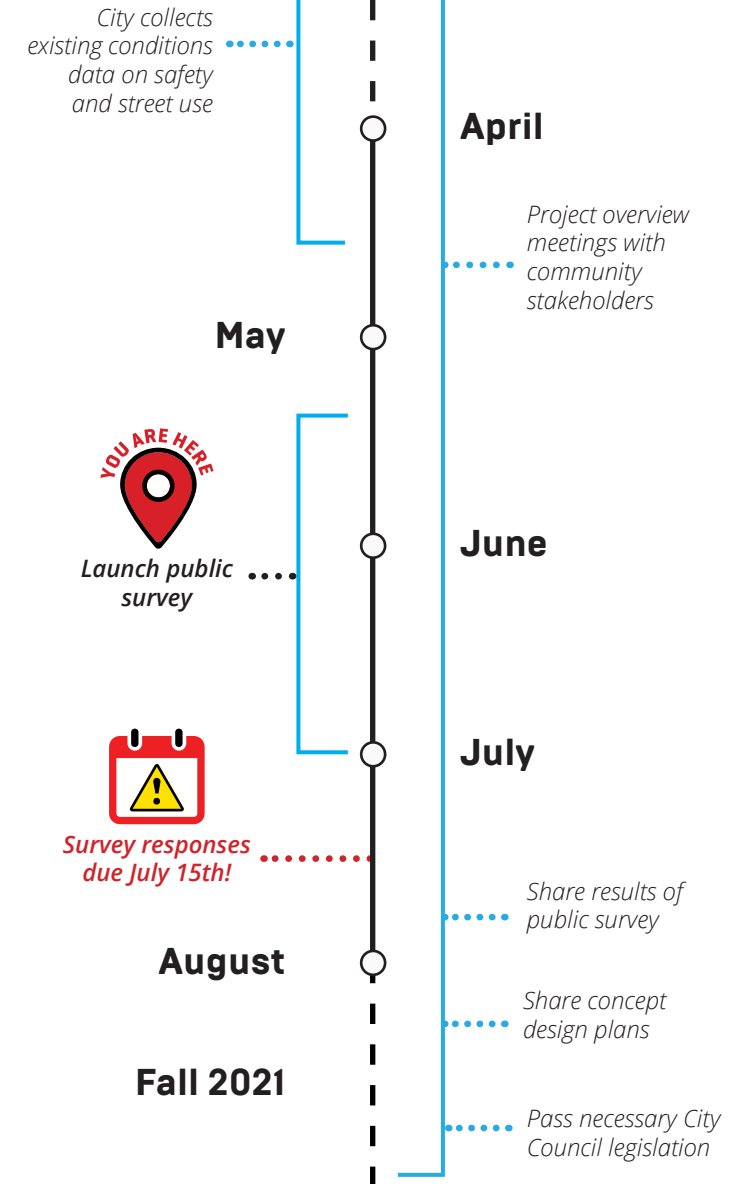 City collects
existing conditions
data on safety
and street use
April
Project overview
meetings with
community
stakeholders
May
YOU ARE HERE
Launch public
survey
June
July
Survey responses
due July 15th!
Share results of
public survey
August
Share concept
design plans
Fall 2021
Pass necessary City
Council legislation